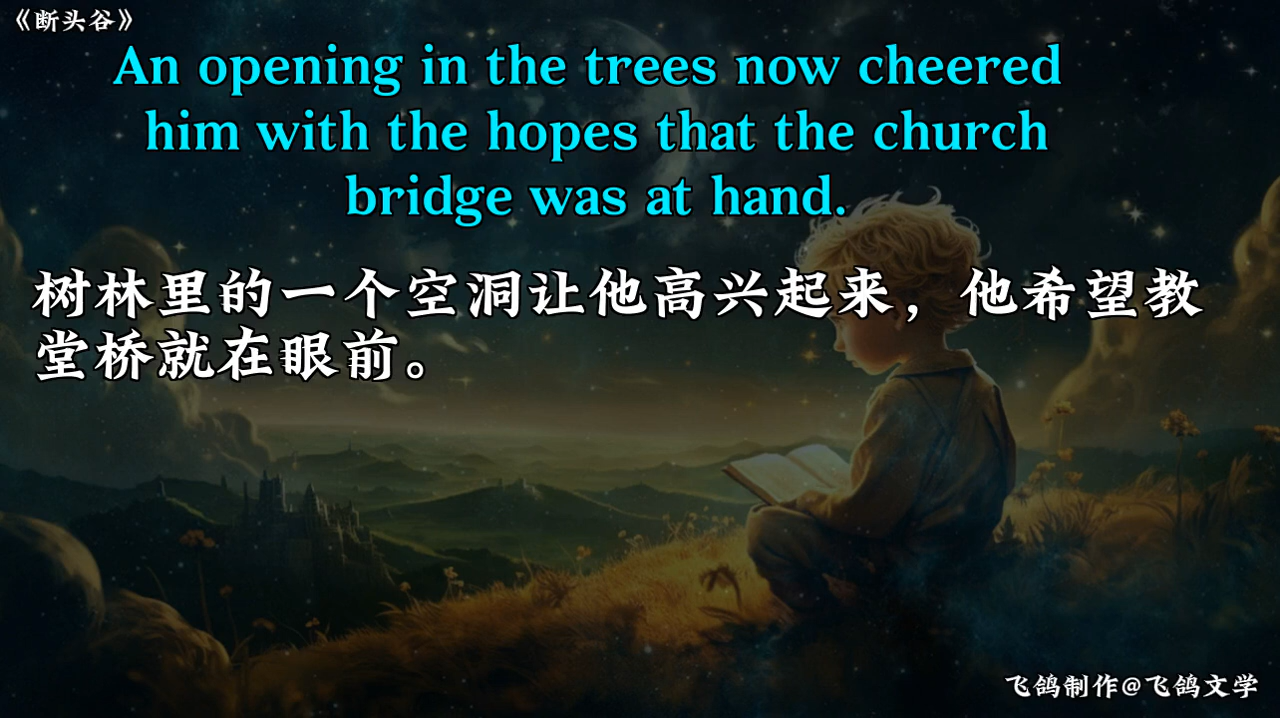 《断头谷》
An opening in the trees now cheered
him with the hopes that the church
bridge was at hand.
树林里的一个空洞让他高兴起来，他希望教
堂桥就在眼前。
飞鸽制作@飞鸽文学